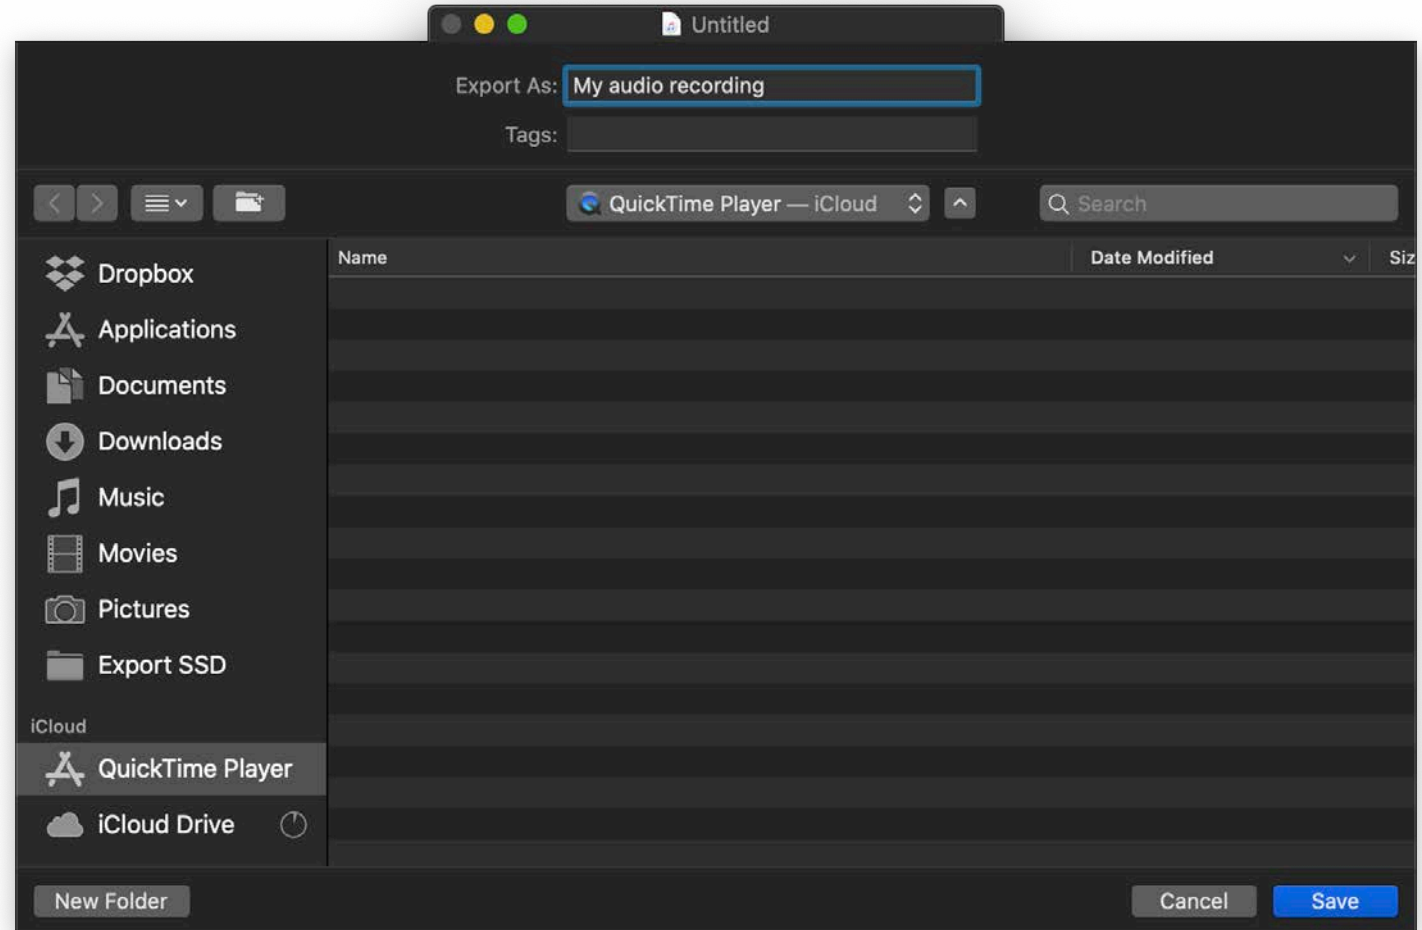 Untitled
Export As: My audio recording
Tags:
QuickTime Player — iCloud
Search
Name Date Modified Siz
Dropbox
Applications
Documents
Downloads
Music
Movies
Pictures
Export SSD
iCloud
QuickTime Player
iCloud Drive
New Folder Cancel Save